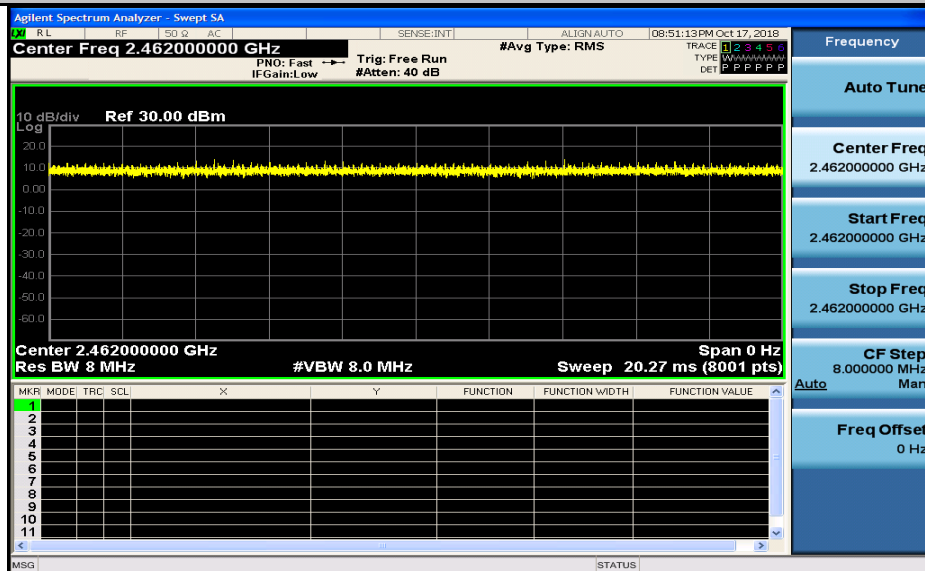 Agilent Spectrum Analyzer - Swept SA
LXI RL RF 50 Ω AC SENSE:INT ALIGN AUTO 08:51:13PM Oct 17, 2018
Center Freq 2.462000000 GHz #Avg Type: RMS TRACE 1 2 3 4 5 6
PNO: Fast Trig: Free Run TYPE WWWWWW
IFGain:Low #Atten: 40 dB DET P P P P P P
10 dB/div Ref 30.00 dBm
Log
20.0
10.0
0.00
-10.0
-20.0
-30.0
-40.0
-50.0
-60.0
Center 2.462000000 GHz Span 0 Hz
Res BW 8 MHz #VBW 8.0 MHz Sweep 20.27 ms (8001 pts)
MKR MODE TRC SCL X Y FUNCTION FUNCTION WIDTH FUNCTION VALUE
1
2
3
4
5
6
7
8
9
10
11
MSG STATUS
Frequency
Auto Tune
Center Freq
2.462000000 GHz
Start Freq
2.462000000 GHz
Stop Freq
2.462000000 GHz
CF Step
8.000000 MHz
Auto Man
Freq Offset
0 Hz